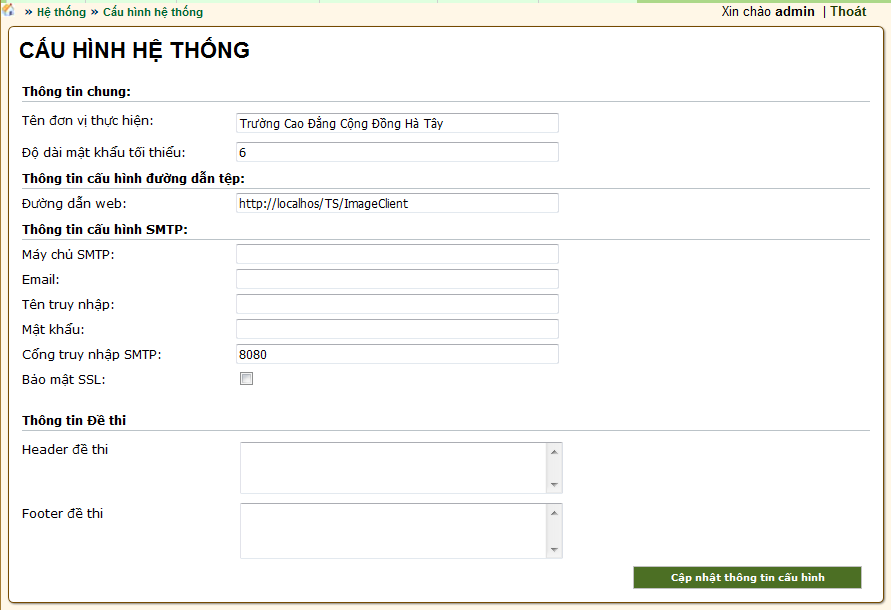 » Hệ thống » Cấu hình hệ thống
Xin chào admin | Thoát
CẤU HÌNH HỆ THỐNG
Thông tin chung:
Tên đơn vị thực hiện: Trường Cao Đẳng Cộng Đồng Hà Tây
Độ dài mật khẩu tối thiểu: 6
Thông tin cấu hình đường dẫn tệp:
Đường dẫn web: http://localhos/TS/ImageClient
Thông tin cấu hình SMTP:
Máy chủ SMTP:
Email:
Tên truy nhập:
Mật khẩu:
Cổng truy nhập SMTP: 8080
Bảo mật SSL:
Thông tin Đề thi
Header đề thi
Footer đề thi
Cập nhật thông tin cấu hình